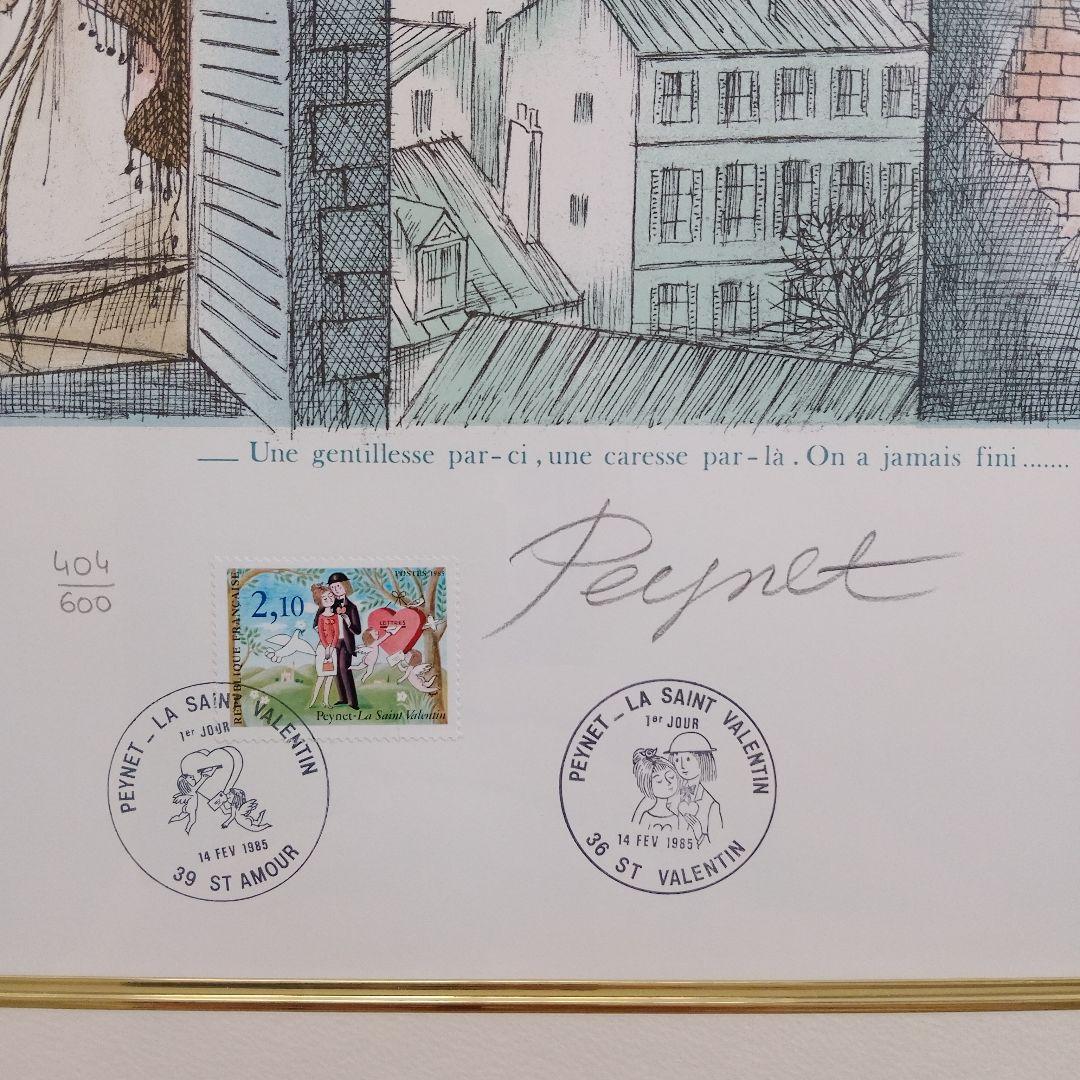 — Une gentillesse par-ci, une caresse par-là. On a jamais fini.......
404
600
Peynet
POSTES 1985
2,10
RÉPUBLIQUE FRANÇAISE
LETTRES
Peynet-La Saint Valentin
PEYNET - LA SAINT VALENTIN
1er JOUR
14 FEV 1985
39 ST AMOUR
PEYNET - LA SAINT VALENTIN
1er JOUR
14 FEV 1985
36 ST VALENTIN